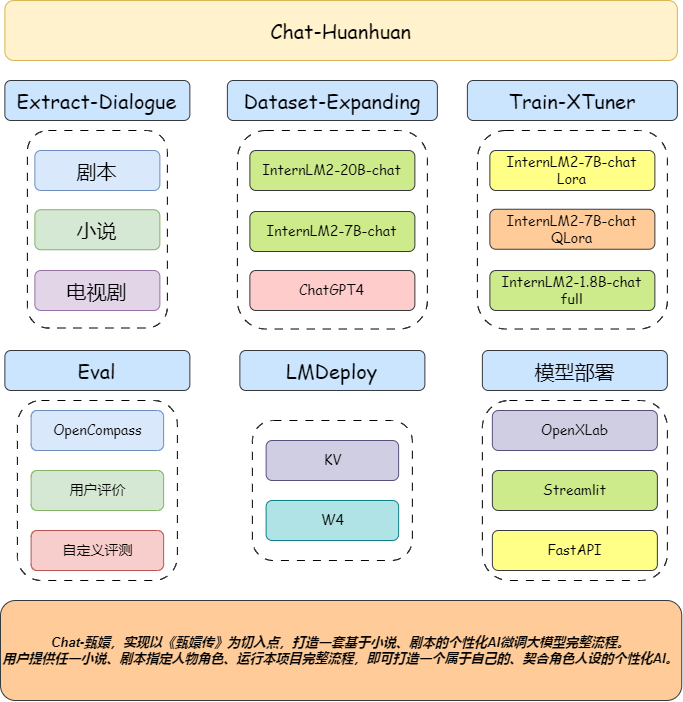 Chat-Huanhuan
Extract-Dialogue
剧本
小说
电视剧
Dataset-Expanding
InternLM2-20B-chat
InternLM2-7B-chat
ChatGPT4
Train-XTuner
InternLM2-7B-chat
Lora
InternLM2-7B-chat
QLora
InternLM2-1.8B-chat
full
Eval
OpenCompass
用户评价
自定义评测
LMDeploy
KV
W4
模型部署
OpenXLab
Streamlit
FastAPI
Chat-甄嬛，实现以《甄嬛传》为切入点，打造一套基于小说、剧本的个性化AI微调大模型完整流程。
用户提供任一小说、剧本指定人物角色、运行本项目完整流程，即可打造一个属于自己的、契合角色人设的个性化AI。